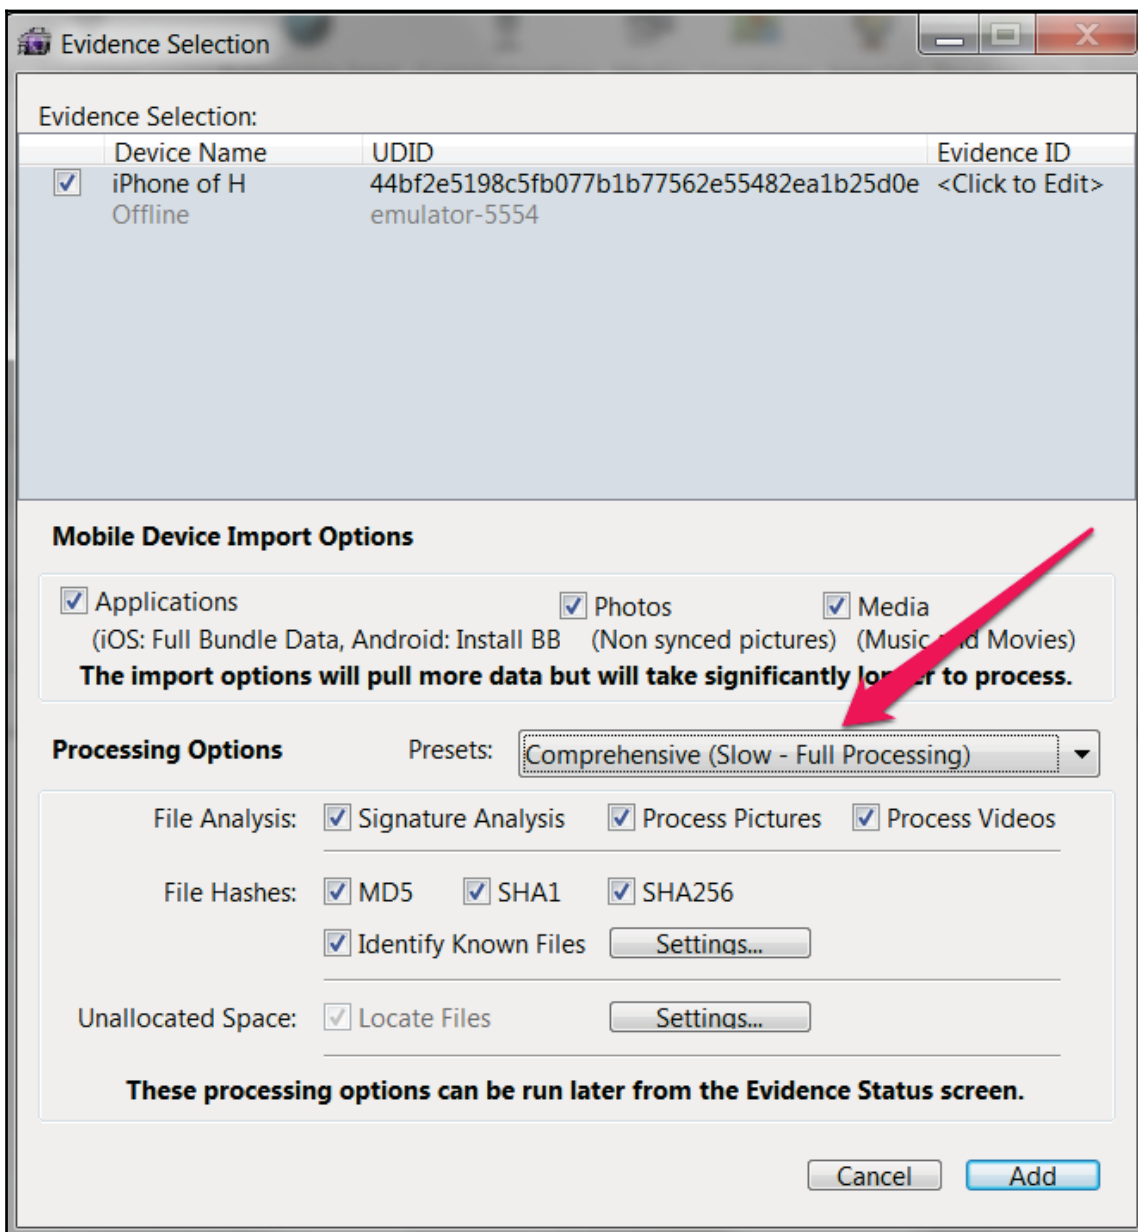 Evidence Selection
Evidence Selection:
Device Name UDID Evidence ID
iPhone of H 44bf2e5198c5fb077b1b77562e55482ea1b25d0e <Click to Edit>
Offline emulator-5554
Mobile Device Import Options
Applications Photos Media
(iOS: Full Bundle Data, Android: Install BB (Non synced pictures) (Music and Movies)
The import options will pull more data but will take significantly longer to process.
Processing Options Presets: Comprehensive (Slow - Full Processing)
File Analysis: Signature Analysis Process Pictures Process Videos
File Hashes: MD5 SHA1 SHA256
Identify Known Files Settings...
Unallocated Space: Locate Files Settings...
These processing options can be run later from the Evidence Status screen.
Cancel Add